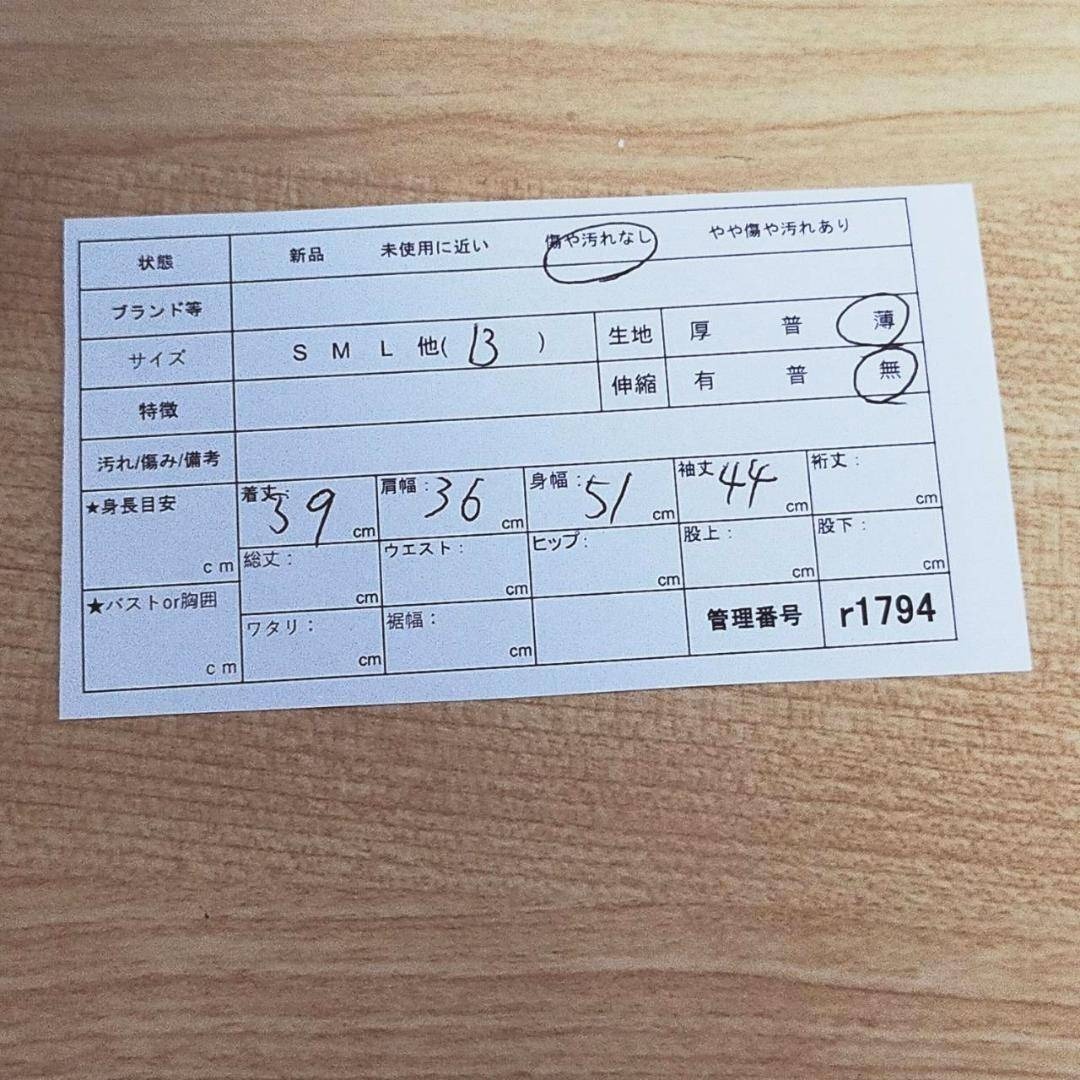 状態 新品 未使用に近い 傷や汚れなし やや傷や汚れあり
ブランド等
サイズ S M L 他( 13 ) 生地 厚 普 薄
特徴 伸縮 有 普 無
汚れ/傷み/備考
★身長目安 cm 着丈: 59 cm 肩幅: 36 cm 身幅: 51 cm 袖丈 44 cm 裄丈: cm
総丈: cm ウエスト: cm ヒップ: cm 股上: cm 股下: cm
★バストor胸囲 cm ワタリ: cm 裾幅: cm 管理番号 r1794